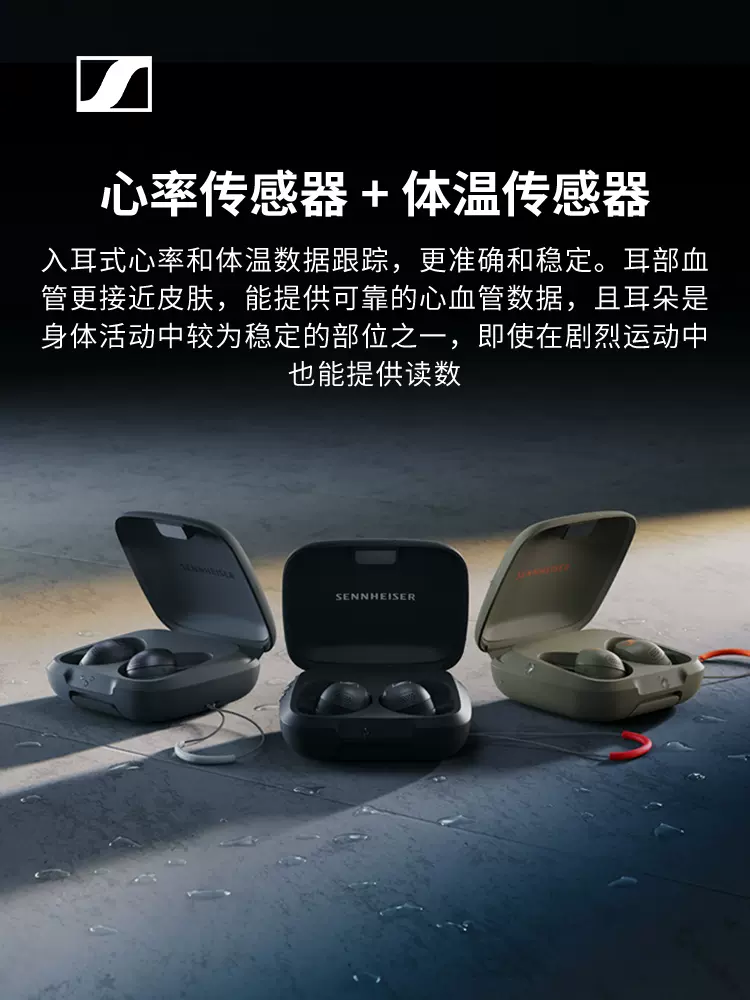 心率传感器 + 体温传感器
入耳式心率和体温数据跟踪，更准确和稳定。耳部血
管更接近皮肤，能提供可靠的心血管数据，且耳朵是
身体活动中较为稳定的部位之一，即使在剧烈运动中
也能提供读数
SENNHEISER
SENNHEISER
SENNHEISER